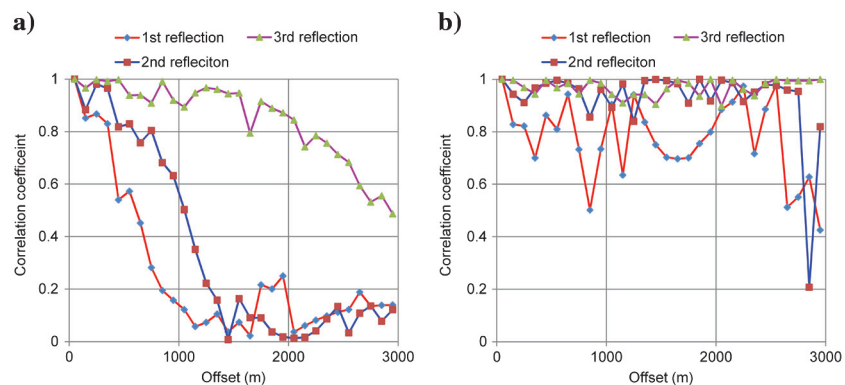 a)
1st reflection
3rd reflection
2nd refleciton
1
0.8
0.6
0.4
0.2
0
0
1000
2000
3000
Correlation coefficeint
Offset (m)
b)
1st reflection
3rd reflection
2nd refleciton
1
0.8
0.6
0.4
0.2
0
0
1000
2000
3000
Correlation coefficeint
Offset (m)